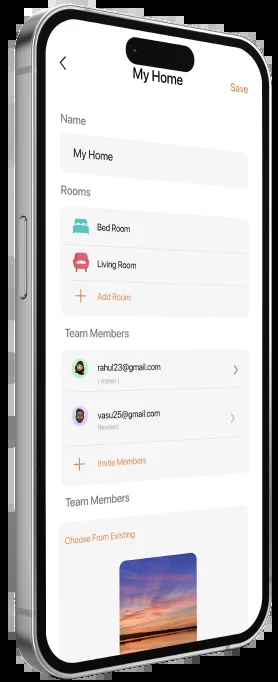 My Home
Save
Name
My Home
Rooms
Bed Room
Living Room
Add Room
Team Members
rahul23@gmail.com
( Admin )
vasu25@gmail.com
Resident
Invite Members
Team Members
Choose From Existing